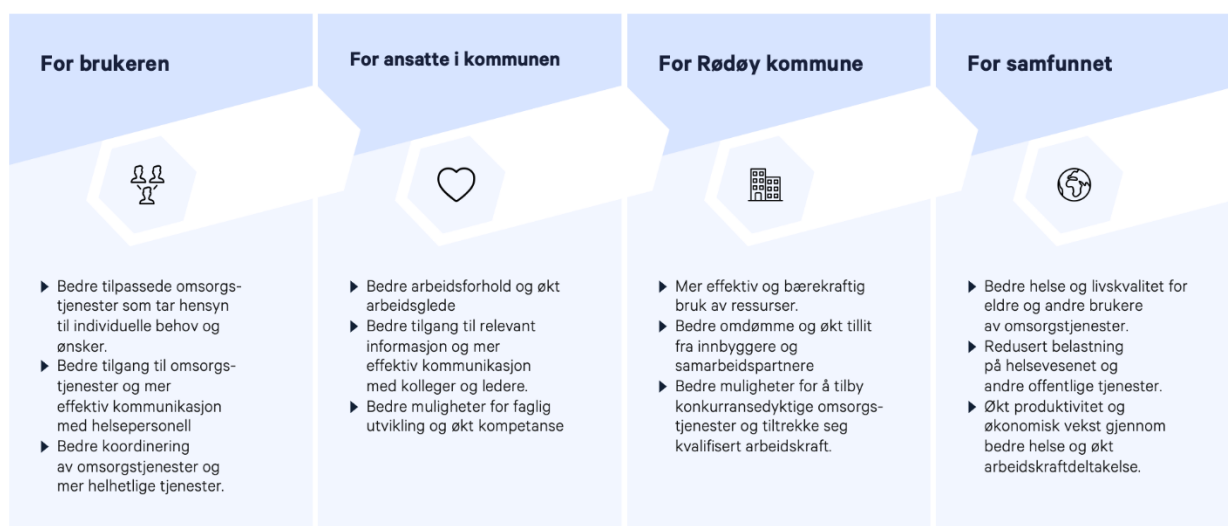 For brukeren
Bedre tilpassede omsorgs-
tjenester som tar hensyn
til individuelle behov og
ønsker.
Bedre tilgang til omsorgs-
tjenester og mer
effektiv kommunikasjon
med helsepersonell
Bedre koordinering
av omsorgstjenester og
mer helhetlige tjenester.
For ansatte i kommunen
Bedre arbeidsforhold og økt
arbeidsglede
Bedre tilgang til relevant
informasjon og mer
effektiv kommunikasjon
med kolleger og ledere.
Bedre muligheter for faglig
utvikling og økt kompetanse
For Rødøy kommune
Mer effektiv og bærekraftig
bruk av ressurser.
Bedre omdømme og økt tillit
fra innbyggere og
samarbeidspartnere
Bedre muligheter for å tilby
konkurransedyktige omsorgs-
tjenester og tiltrekke seg
kvalifisert arbeidskraft.
For samfunnet
Bedre helse og livskvalitet for
eldre og andre brukere
av omsorgstjenester.
Redusert belastning
på helsevesenet og
andre offentlige tjenester.
Økt produktivitet og
økonomisk vekst gjennom
bedre helse og økt
arbeidskraftdeltakelse.